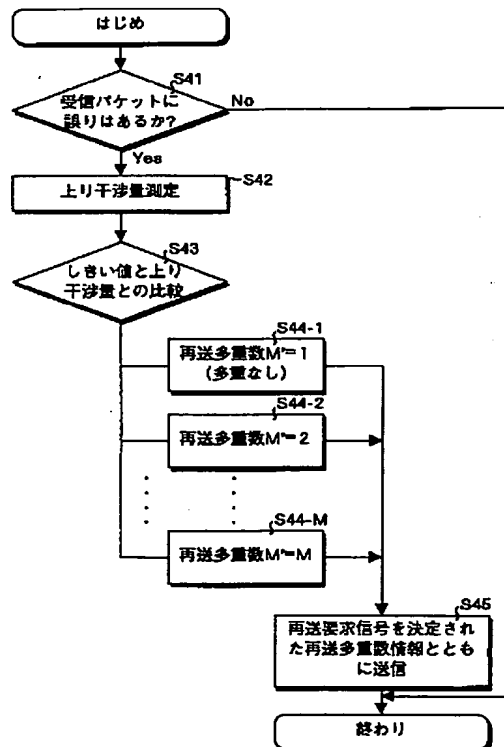 はじめ
S41
受信パケットに
誤りはあるか?
No
Yes
S42
上り干渉量測定
S43
しきい値と上り
干渉量との比較
S44-1
再送多重数M'=1
(多重なし)
S44-2
再送多重数M'=2
S44-M
再送多重数M'=M
S45
再送要求信号を決定され
た再送多重数情報ととも
に送信
終わり